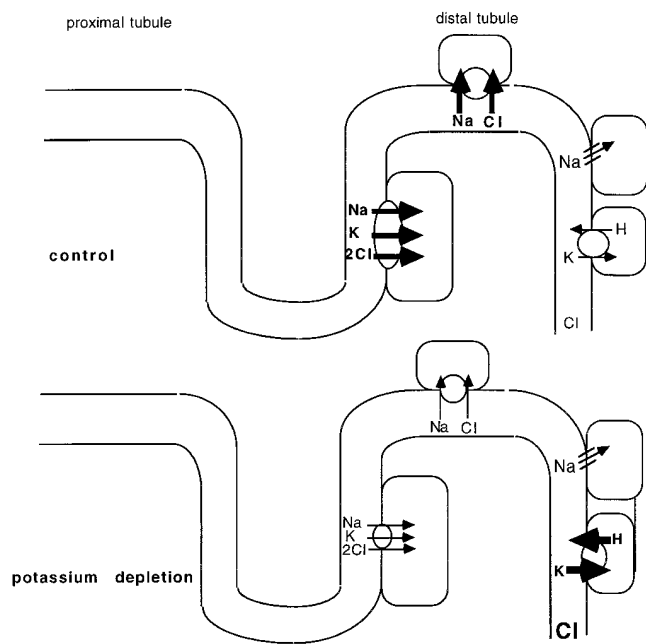 proximal tubule
distal tubule
Na Cl
Na
Na
K
2Cl
H
K
control
Cl
Na Cl
Na
Na
K
2Cl
H
K
potassium depletion
Cl